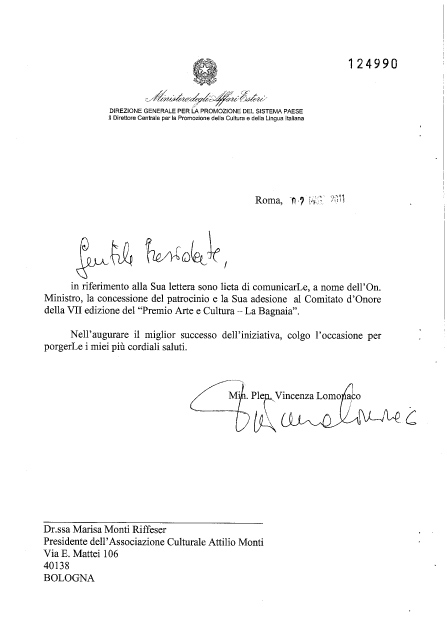 124990
Ministero degli Affari Esteri
DIREZIONE GENERALE PER LA PROMOZIONE DEL SISTEMA PAESE
Il Direttore Centrale per la Promozione della Cultura e della Lingua Italiana
Roma, 2011
Gentile Presidente,
in riferimento alla Sua lettera sono lieta di comunicarLe, a nome dell'On.
Ministro, la concessione del patrocinio e la Sua adesione al Comitato d'Onore
della VII edizione del “Premio Arte e Cultura – La Bagnaia”.
Nell'augurare il miglior successo dell'iniziativa, colgo l'occasione per
porgerLe i miei più cordiali saluti.
Min. Plen. Vincenza Lomonaco
Dr.ssa Marisa Monti Riffeser
Presidente dell'Associazione Culturale Attilio Monti
Via E. Mattei 106
40138
BOLOGNA